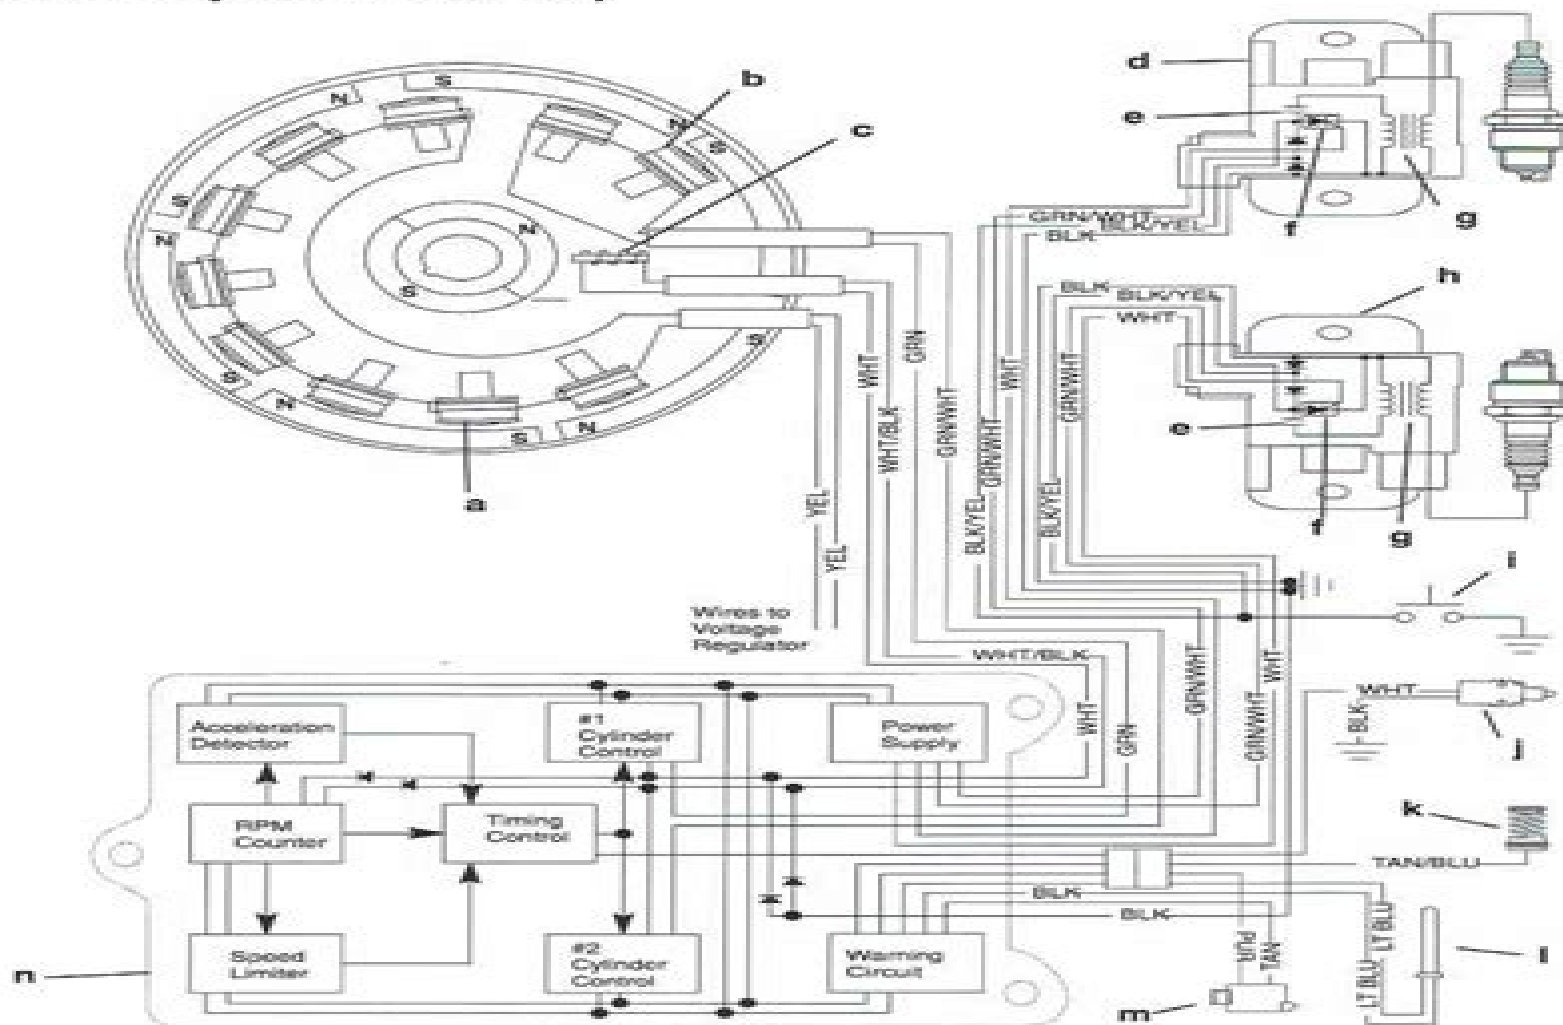 b
c
a
N
S
N
S
S
N
N
S
S
S
N
S
N
d
e
f
g
GRN/WHT
BLK/YEL
BLK
h
BLK
BLK/YEL
WHT
e
f
g
WHT
GRN
WHT/BLK
GRN/WHT
YEL
YEL
BLK/YEL
GRN/WHT
WHT
BLK/YEL
GRN/WHT
Wires to
Voltage
Regulator
WHT/BLK
WHT
GRN
GRN/WHT
GRN/WHT
WHT
i
WHT
BLK
j
k
TAN/BLU
BLK
BLK
PUR
TAN
LT BLU
LT BLU
l
m
n
Acceleration
Detector
#1
Cylinder
Control
Power
Supply
RPM
Counter
Timing
Control
Speed
Limiter
#2
Cylinder
Control
Warning
Circuit